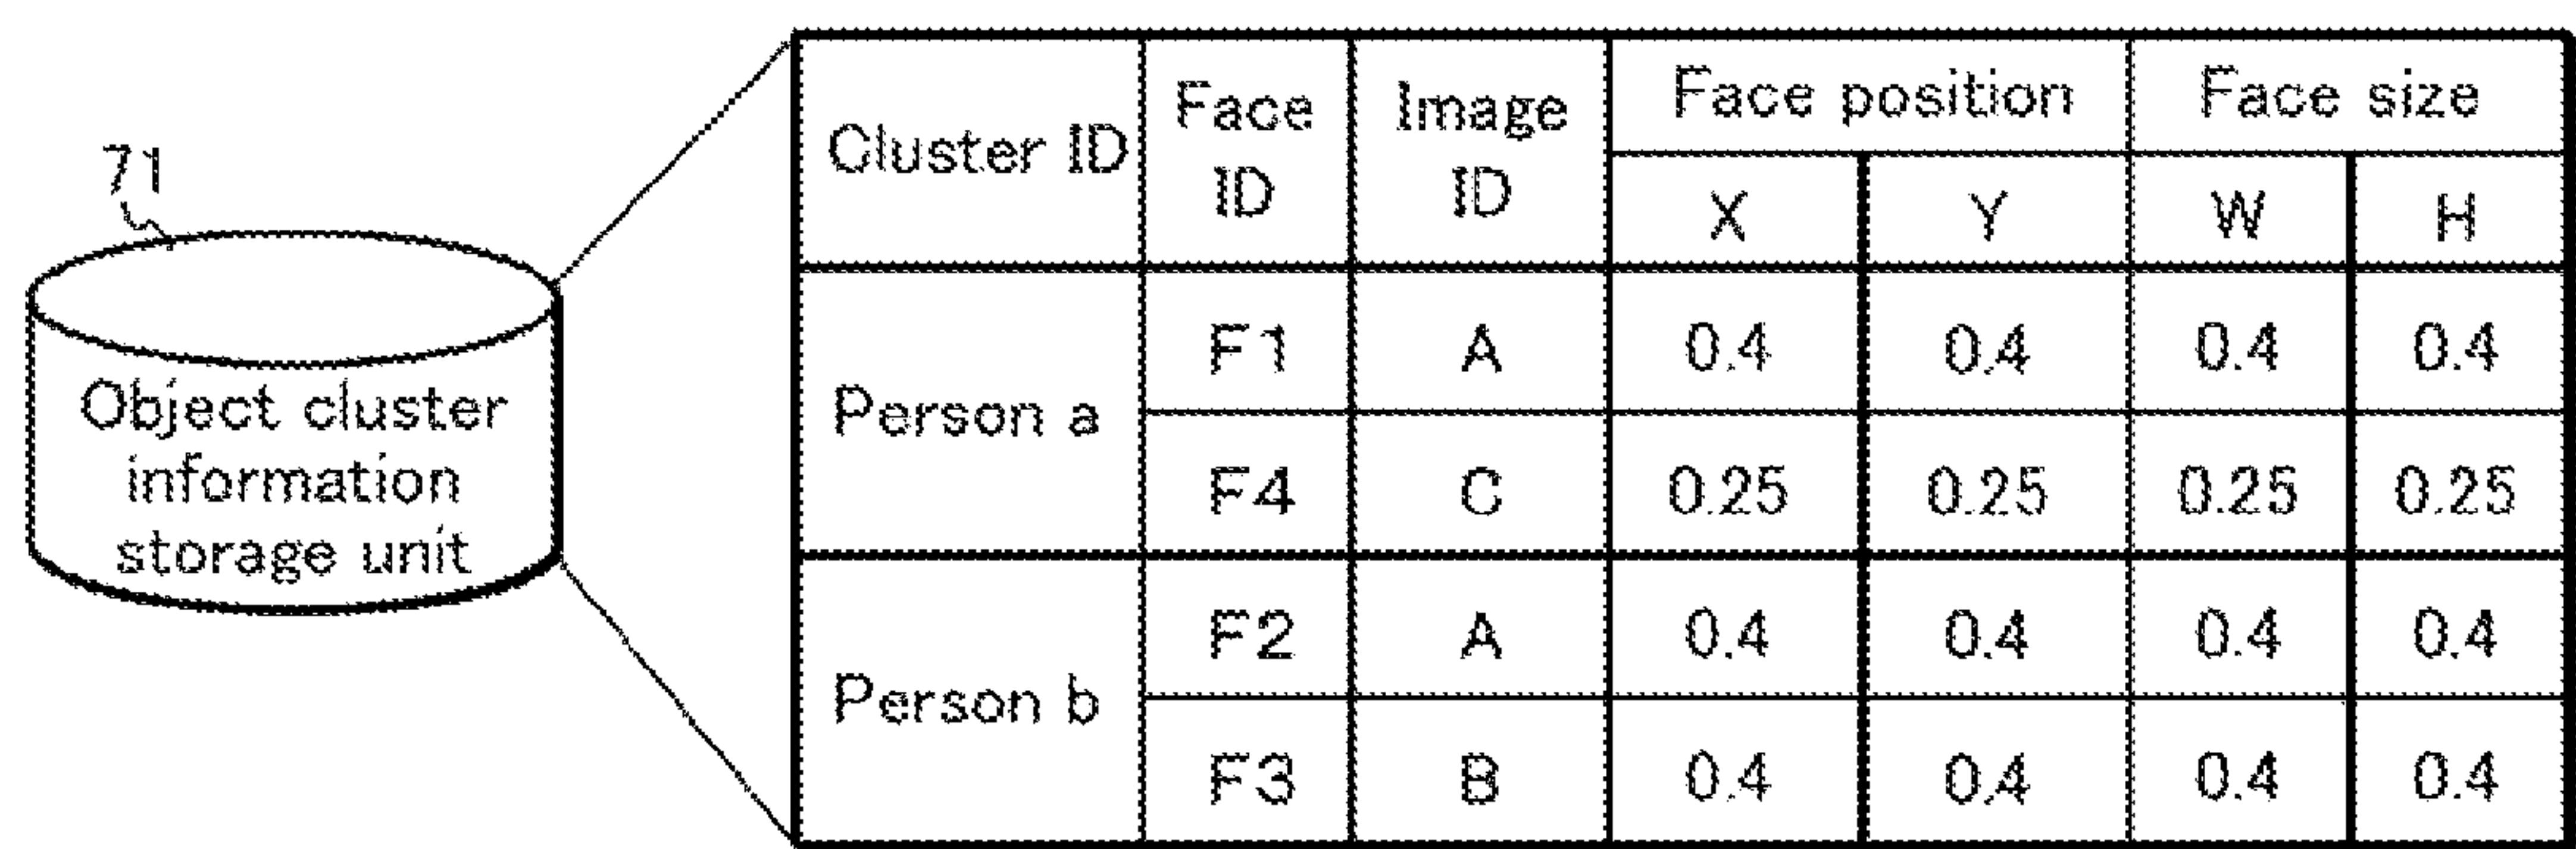 71
Object cluster
information
storage unit
Cluster ID
Face
ID
Image
ID
Face position
Face size
X Y W H
Person a
F1 A 0.4 0.4 0.4 0.4
F4 C 0.25 0.25 0.25 0.25
Person b
F2 A 0.4 0.4 0.4 0.4
F3 B 0.4 0.4 0.4 0.4